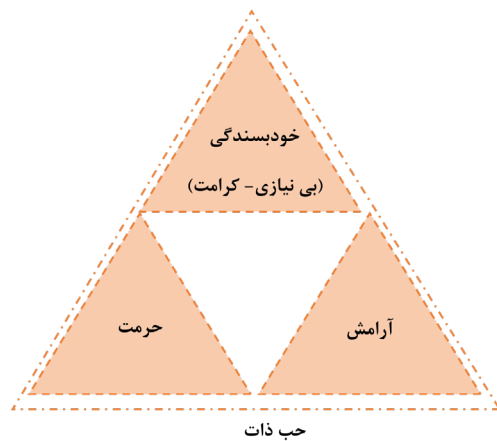 خودبسندگی
(بی نیازی- کرامت)
آرامش
حرمت
حب ذات